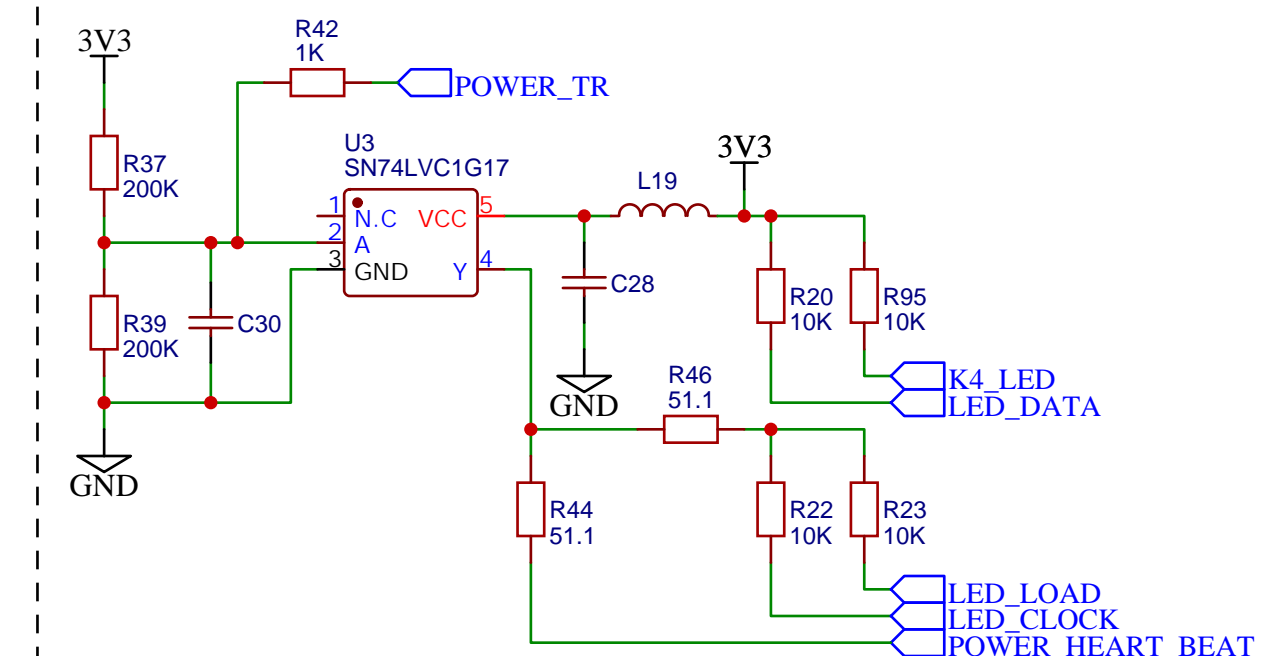 R42
1K
3V3
POWER_TR
U3
SN74LVC1G17
3V3
R37
200K
L19
1
N.C
VCC
5
2
A
3
GND
Y
4
C28
R20
10K
R95
10K
R39
200K
C30
K4_LED
LED_DATA
GND
R46
51.1
GND
R44
51.1
R22
10K
R23
10K
LED_LOAD
LED_CLOCK
POWER_HEART_BEAT